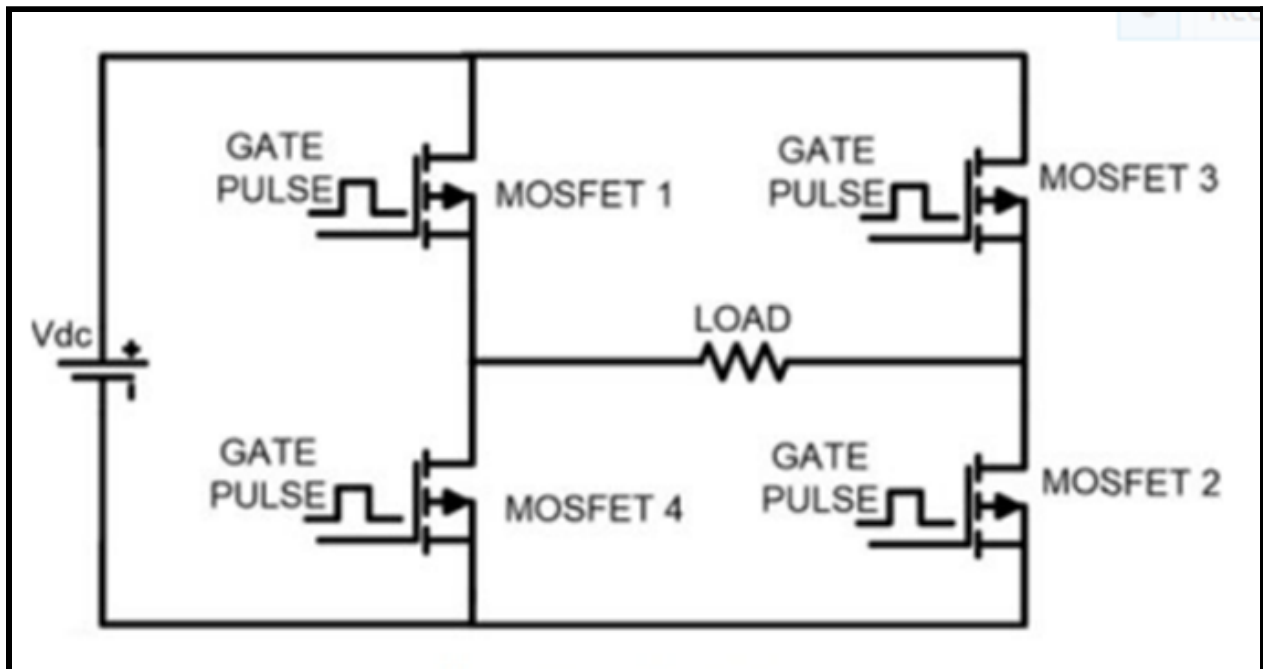 GATE
PULSE
MOSFET 1
GATE
PULSE
MOSFET 3
Vdc
+
-
LOAD
GATE
PULSE
MOSFET 4
GATE
PULSE
MOSFET 2